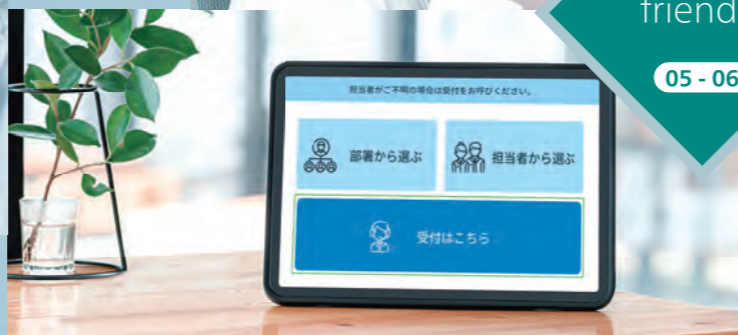 friend
05 - 06
担当者がご不明の場合は受付をお呼びください。
部署から選ぶ
担当者から選ぶ
受付はこちら